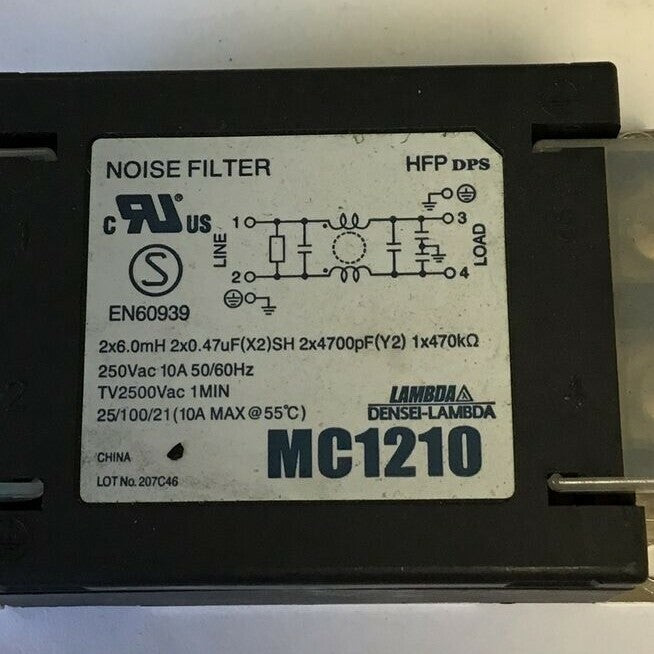 NOISE FILTER
HFP DPS
c RU US
S
EN60939
LINE
1
2
3
4
LOAD
2x6.0mH 2x0.47uF(X2)SH 2x4700pF(Y2) 1x470kΩ
250Vac 10A 50/60Hz
TV2500Vac 1MIN
25/100/21(10A MAX@55℃)
LAMBDA
DENSEI-LAMBDA
MC1210
CHINA
LOT No. 207C46